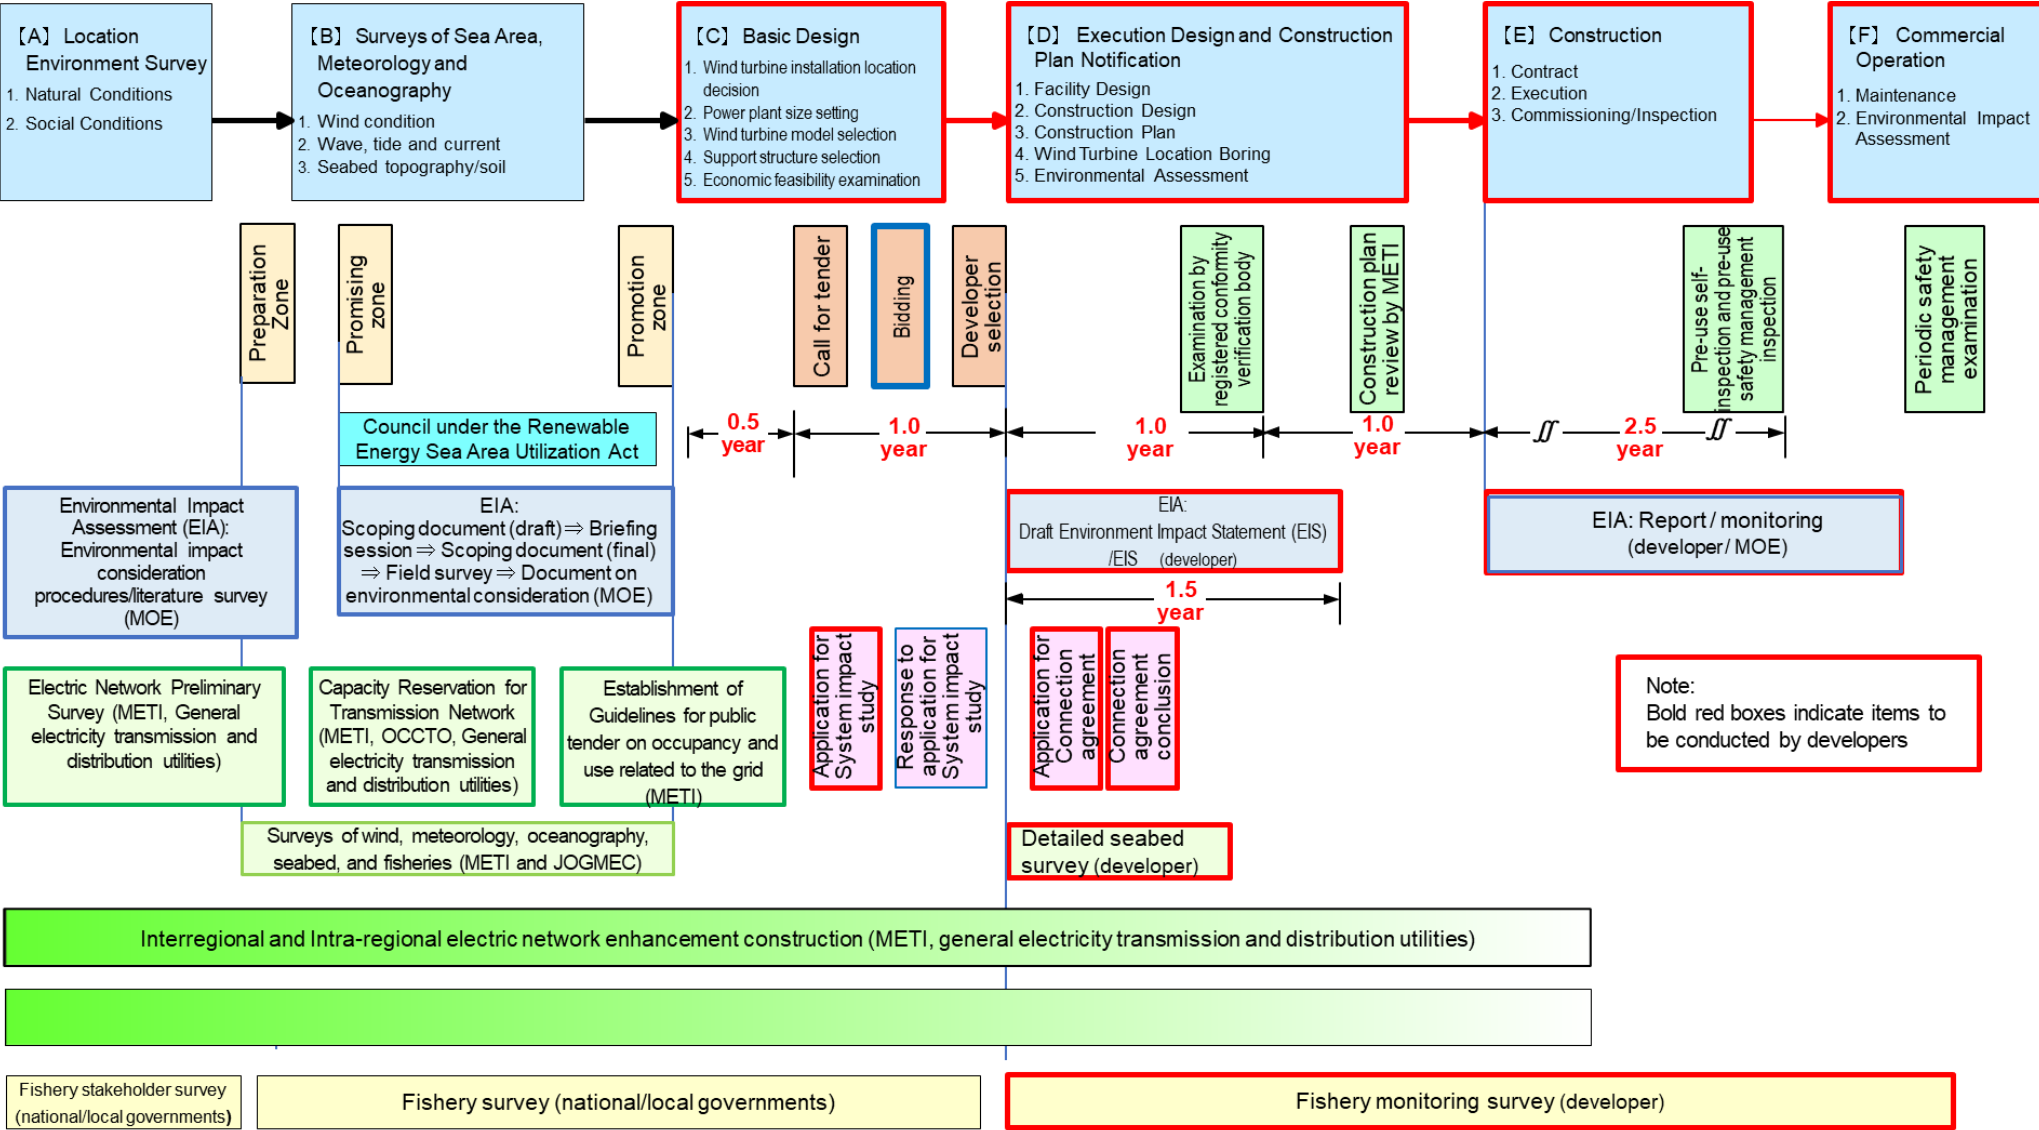 【A】 Location
Environment Survey
1. Natural Conditions
2. Social Conditions
【B】 Surveys of Sea Area,
Meteorology and
Oceanography
1. Wind condition
2. Wave, tide and current
3. Seabed topography/soil
【C】 Basic Design
1. Wind turbine installation location
decision
2. Power plant size setting
3. Wind turbine model selection
4. Support structure selection
5. Economic feasibility examination
【D】 Execution Design and Construction
Plan Notification
1. Facility Design
2. Construction Design
3. Construction Plan
4. Wind Turbine Location Boring
5. Environmental Assessment
【E】 Construction
1. Contract
2. Execution
3. Commissioning/Inspection
【F】 Commercial
Operation
1. Maintenance
2. Environmental Impact
Assessment
Preparation
Zone
Promising
zone
Promotion
zone
Call for tender
Bidding
Developer
selection
Examination by
registered conformity
verification body
Construction plan
review by METI
Pre-use self-
inspection and pre-use
safety management
inspection
Periodic safety
management
examination
Council under the Renewable
Energy Sea Area Utilization Act
0.5
year
1.0
year
1.0
year
1.0
year
2.5
year
Environmental Impact
Assessment (EIA):
Environmental impact
consideration
procedures/literature survey
(MOE)
EIA:
Scoping document (draft) ⇒ Briefing
session ⇒ Scoping document (final)
⇒ Field survey ⇒ Document on
environmental consideration (MOE)
EIA:
Draft Environment Impact Statement (EIS)
/EIS (developer)
EIA: Report / monitoring
(developer / MOE)
1.5
year
Electric Network Preliminary
Survey (METI, General
electricity transmission and
distribution utilities)
Capacity Reservation for
Transmission Network
(METI, OCCTO, General
electricity transmission
and distribution utilities)
Establishment of
Guidelines for public
tender on occupancy and
use related to the grid
(METI)
Application for
System impact
study
Response to
application for
System impact
study
Application for
Connection
agreement
Connection
agreement
conclusion
Note:
Bold red boxes indicate items to
be conducted by developers
Surveys of wind, meteorology, oceanography,
seabed, and fisheries (METI and JOGMEC)
Detailed seabed
survey (developer)
Interregional and Intra-regional electric network enhancement construction (METI, general electricity transmission and distribution utilities)
Fishery stakeholder survey
(national/local governments)
Fishery survey (national/local governments)
Fishery monitoring survey (developer)